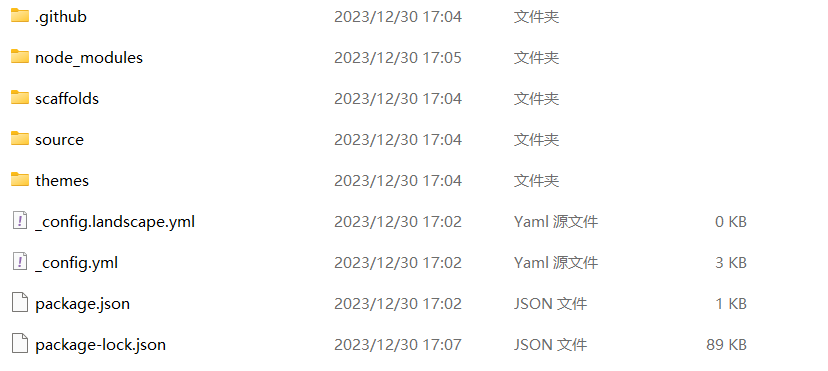 .github 2023/12/30 17:04 文件夹
node_modules 2023/12/30 17:05 文件夹
scaffolds 2023/12/30 17:04 文件夹
source 2023/12/30 17:04 文件夹
themes 2023/12/30 17:04 文件夹
_config.landscape.yml 2023/12/30 17:02 Yaml 源文件 0 KB
_config.yml 2023/12/30 17:02 Yaml 源文件 3 KB
package.json 2023/12/30 17:02 JSON 文件 1 KB
package-lock.json 2023/12/30 17:07 JSON 文件 89 KB